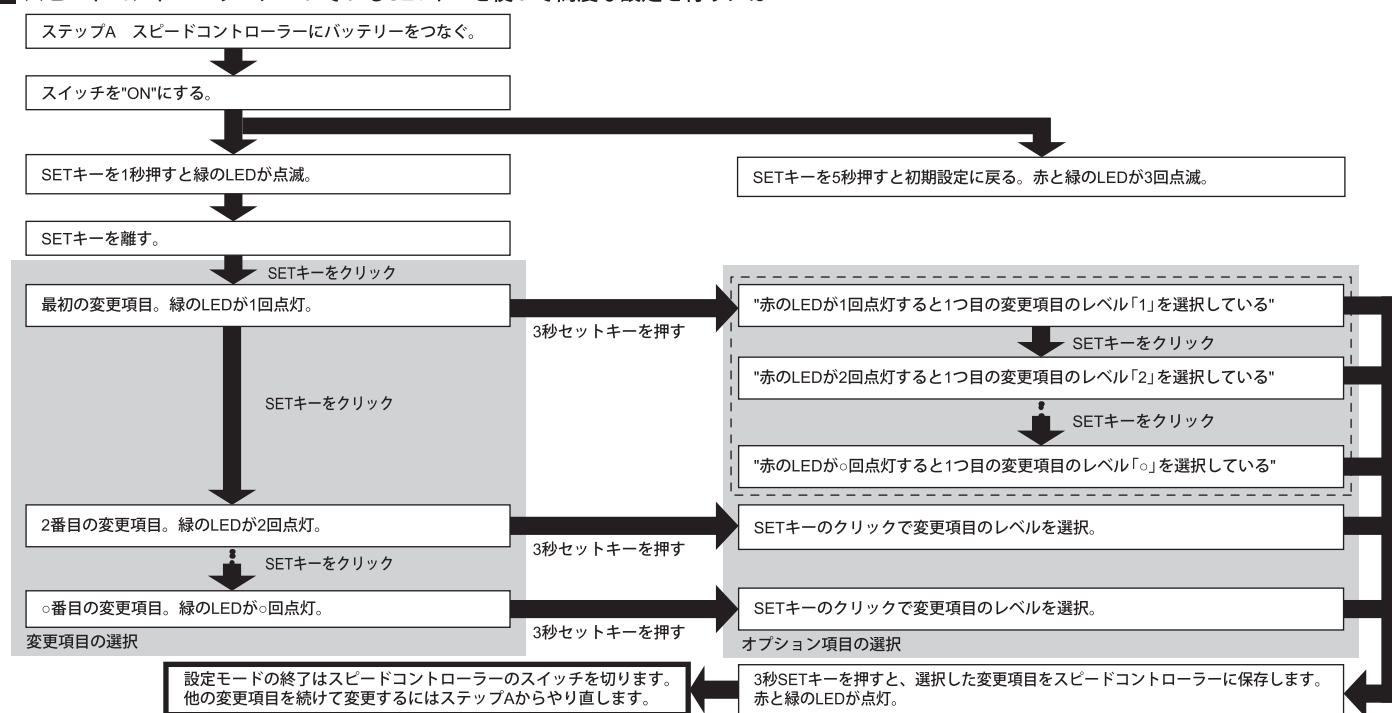 ステップA　スピードコントローラーにバッテリーをつなぐ。
スイッチを"ON"にする。
SETキーを1秒押すと緑のLEDが点滅。
SETキーを5秒押すと初期設定に戻る。赤と緑のLEDが3回点滅。
SETキーを離す。
SETキーをクリック
最初の変更項目。緑のLEDが1回点灯。
3秒セットキーを押す
"赤のLEDが1回点灯すると1つ目の変更項目のレベル「1」を選択している"
SETキーをクリック
"赤のLEDが2回点灯すると1つ目の変更項目のレベル「2」を選択している"
SETキーをクリック
SETキーをクリック
"赤のLEDが○回点灯すると1つ目の変更項目のレベル「○」を選択している"
2番目の変更項目。緑のLEDが2回点灯。
3秒セットキーを押す
SETキーのクリックで変更項目のレベルを選択。
SETキーをクリック
○番目の変更項目。緑のLEDが○回点灯。
3秒セットキーを押す
SETキーのクリックで変更項目のレベルを選択。
変更項目の選択
オプション項目の選択
設定モードの終了はスピードコントローラーのスイッチを切ります。
他の変更項目を続けて変更するにはステップAからやり直します。
3秒SETキーを押すと、選択した変更項目をスピードコントローラーに保存します。
赤と緑のLEDが点灯。